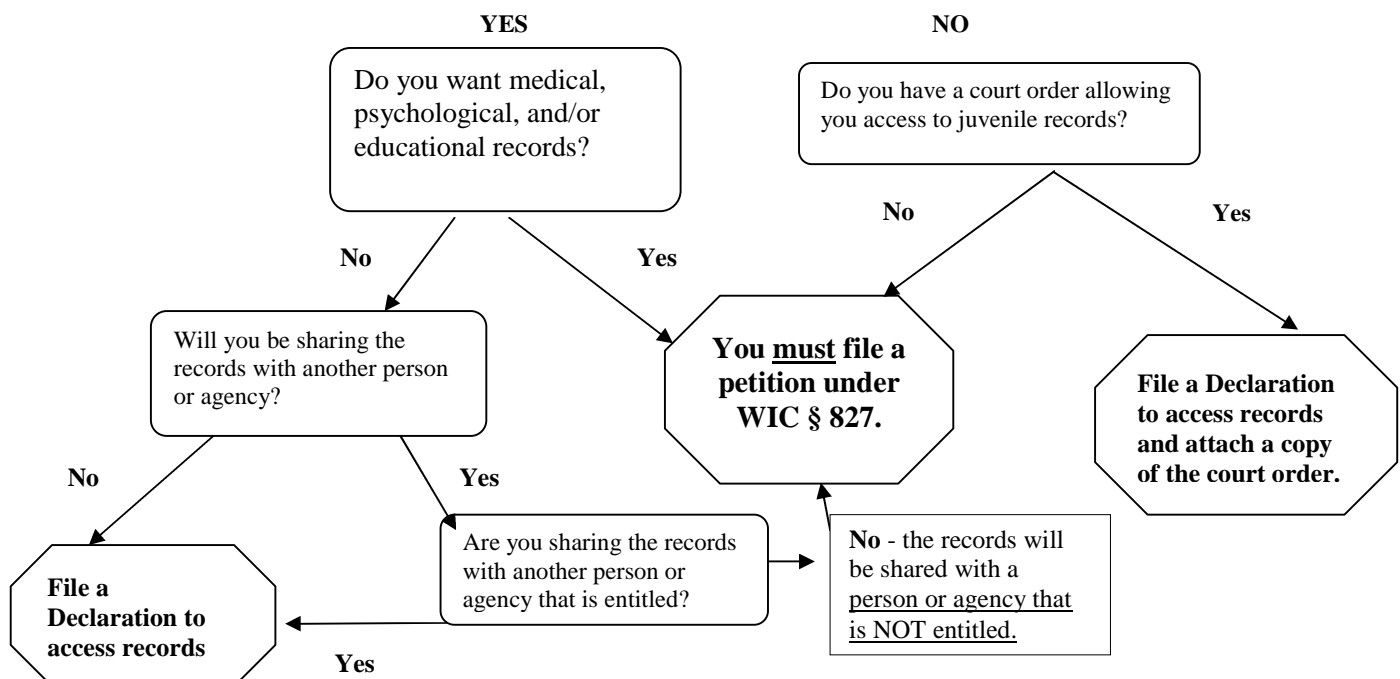 YES
NO
Do you want medical,
psychological, and/or
educational records?
Do you have a court order allowing
you access to juvenile records?
No
Yes
No
Yes
Will you be sharing the
records with another person
or agency?
You must file a
petition under
WIC § 827.
File a Declaration
to access records
and attach a copy
of the court order.
No
Yes
Are you sharing the records
with another person or
agency that is entitled?
No - the records will
be shared with a
person or agency that
is NOT entitled.
File a
Declaration to
access records
Yes